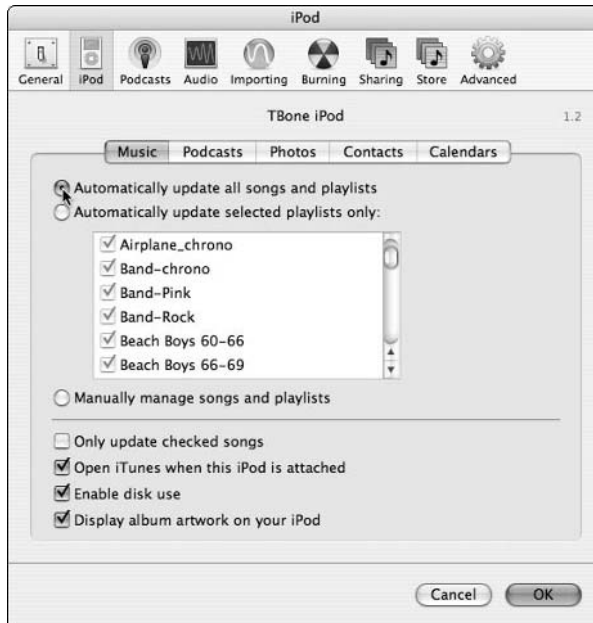 iPod
General iPod Podcasts Audio Importing Burning Sharing Store Advanced
TBone iPod 1.2
Music Podcasts Photos Contacts Calendars
Automatically update all songs and playlists
Automatically update selected playlists only:
Airplane_chrono
Band-chrono
Band-Pink
Band-Rock
Beach Boys 60-66
Beach Boys 66-69
Manually manage songs and playlists
Only update checked songs
Open iTunes when this iPod is attached
Enable disk use
Display album artwork on your iPod
Cancel OK